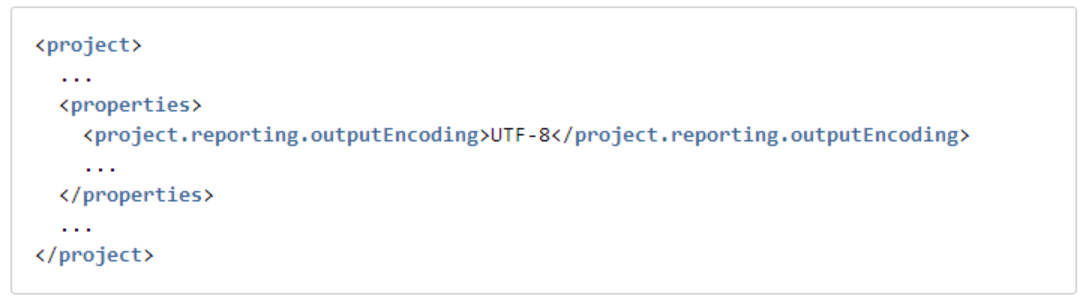 <project>
...
<properties>
<project.reporting.outputEncoding>UTF-8</project.reporting.outputEncoding>
...
</properties>
...
</project>